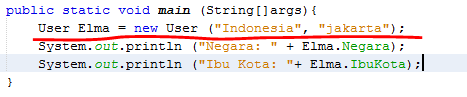 public static void main (String[]args){
User Elma = new User ("Indonesia", "jakarta");
System.out.println ("Negara: " + Elma.Negara);
System.out.println ("Ibu Kota: "+ Elma.IbuKota);
}